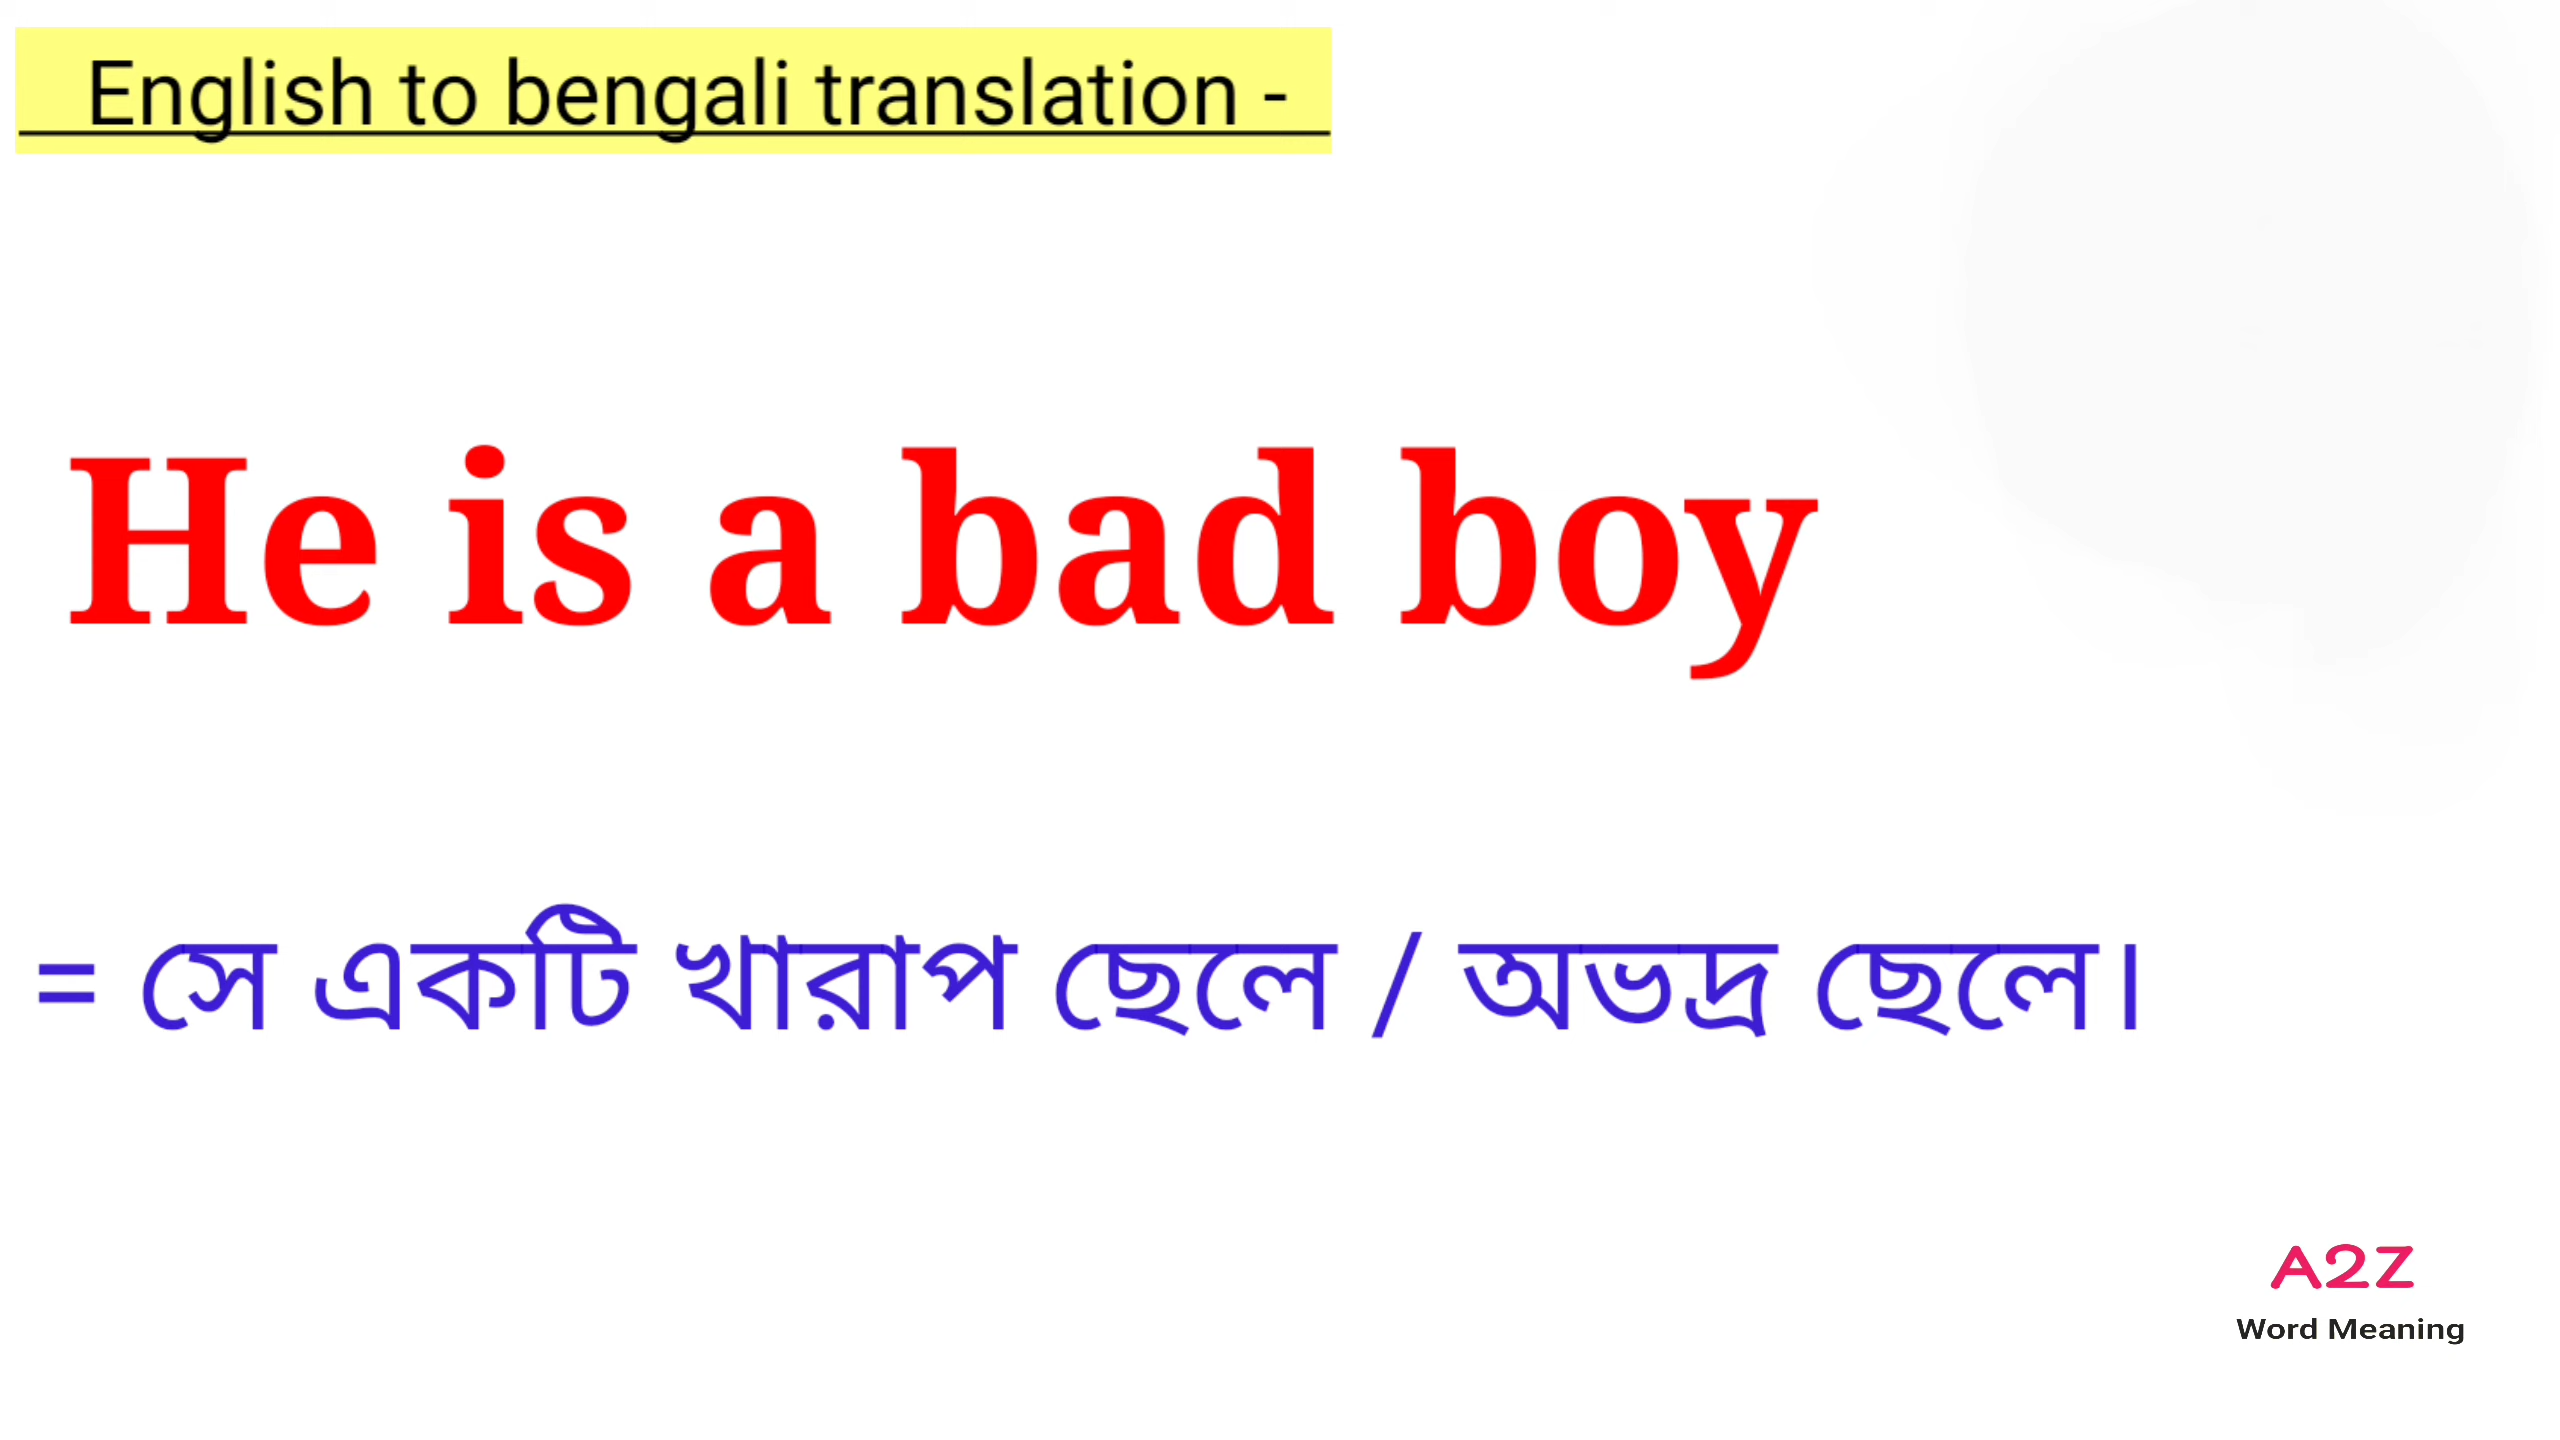 English to bengali translation -
He is a bad boy
= সে একটি খারাপ ছেলে / অভদ্র ছেলে।
A2Z
Word Meaning